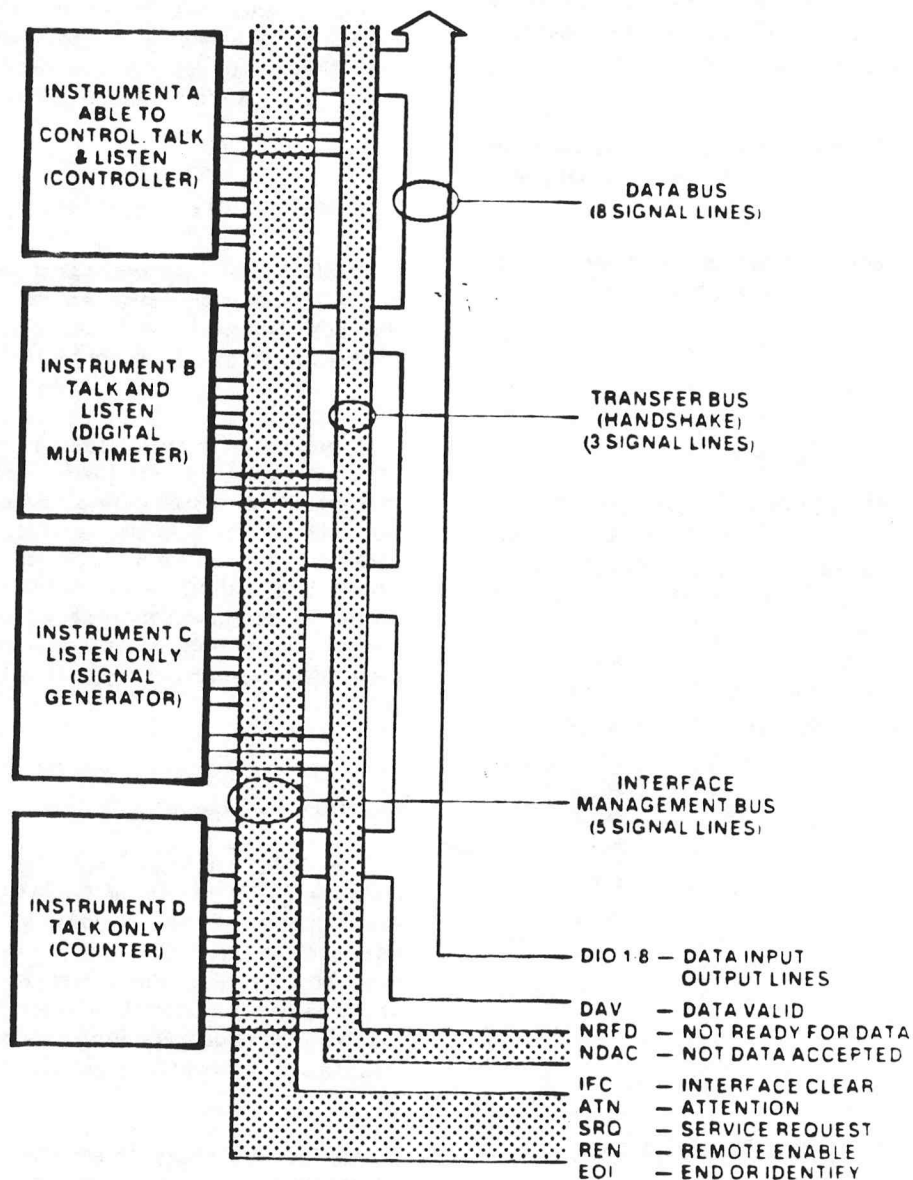 INSTRUMENT A
ABLE TO
CONTROL, TALK
& LISTEN
(CONTROLLER)
DATA BUS
(8 SIGNAL LINES)
INSTRUMENT B
TALK AND
LISTEN
(DIGITAL
MULTIMETER)
TRANSFER BUS
(HANDSHAKE)
(3 SIGNAL LINES)
INSTRUMENT C
LISTEN ONLY
(SIGNAL
GENERATOR)
INTERFACE
MANAGEMENT BUS
(5 SIGNAL LINES)
INSTRUMENT D
TALK ONLY
(COUNTER)
DIO 1-8 — DATA INPUT
OUTPUT LINES
DAV — DATA VALID
NRFD — NOT READY FOR DATA
NDAC — NOT DATA ACCEPTED
IFC — INTERFACE CLEAR
ATN — ATTENTION
SRQ — SERVICE REQUEST
REN — REMOTE ENABLE
EOI — END OR IDENTIFY